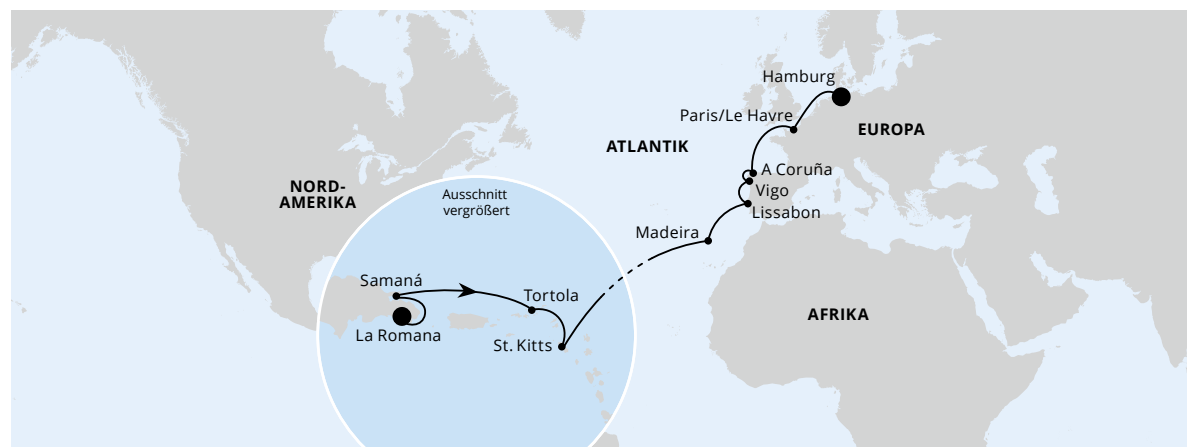 Hamburg
Paris/Le Havre
EUROPA
ATLANTIK
A Coruña
Vigo
Lissabon
NORD-
AMERIKA
Ausschnitt
vergrößert
Madeira
Samaná
Tortola
La Romana
St. Kitts
AFRIKA